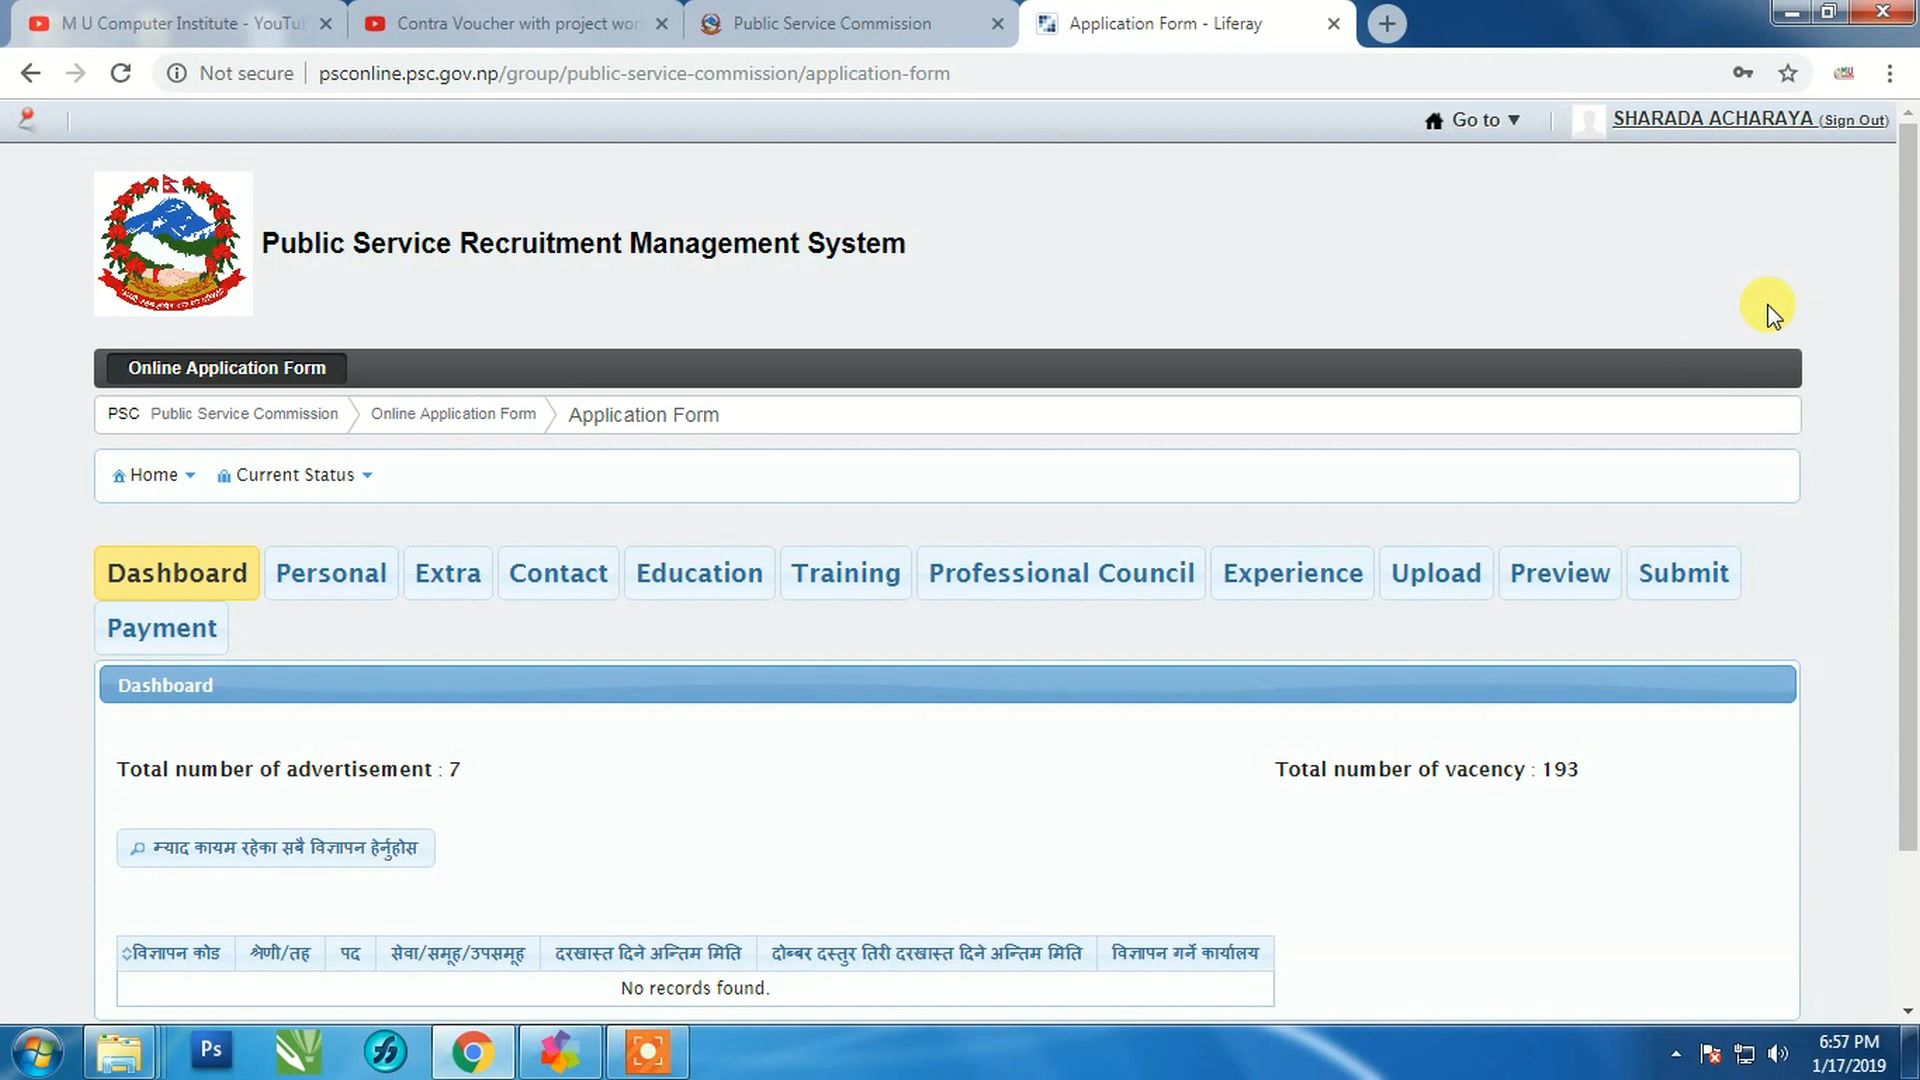 M U Computer Institute - YouTu
Contra Voucher with project wor
Public Service Commission
Application Form - Liferay
Not secure
psconline.psc.gov.np/group/public-service-commission/application-form
Go to
SHARADA ACHARAYA (Sign Out)
Public Service Recruitment Management System
Online Application Form
PSC Public Service Commission Online Application Form Application Form
Home Current Status
Dashboard Personal Extra Contact Education Training Professional Council Experience Upload Preview Submit
Payment
Dashboard
Total number of advertisement : 7
Total number of vacancy : 193
म्याद कायम रहेका सबै विज्ञापन हेर्नुहोस
विज्ञापन कोड श्रेणी/तह पद सेवा/समूह/उपसमूह दरखास्त दिने अन्तिम मिति दोब्बर दस्तुर तिरी दरखास्त दिने अन्तिम मिति विज्ञापन गर्ने कार्यालय
No records found.
Ps
6:57 PM
1/17/2019